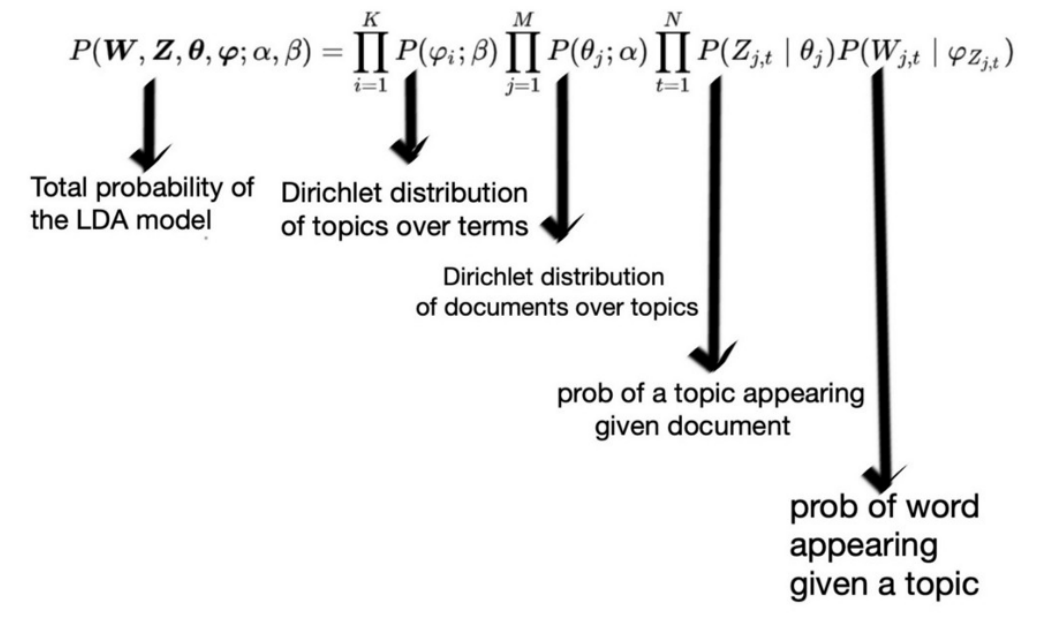 P(W, Z, θ, φ; α, β) = ∏_{i=1}^{K} P(φ_i; β) ∏_{j=1}^{M} P(θ_j; α) ∏_{t=1}^{N} P(Z_{j,t} | θ_j)P(W_{j,t} | φ_{Z_{j,t}})
Total probability of
the LDA model
Dirichlet distribution
of topics over terms
Dirichlet distribution
of documents over topics
prob of a topic appearing
given document
prob of word
appearing
given a topic